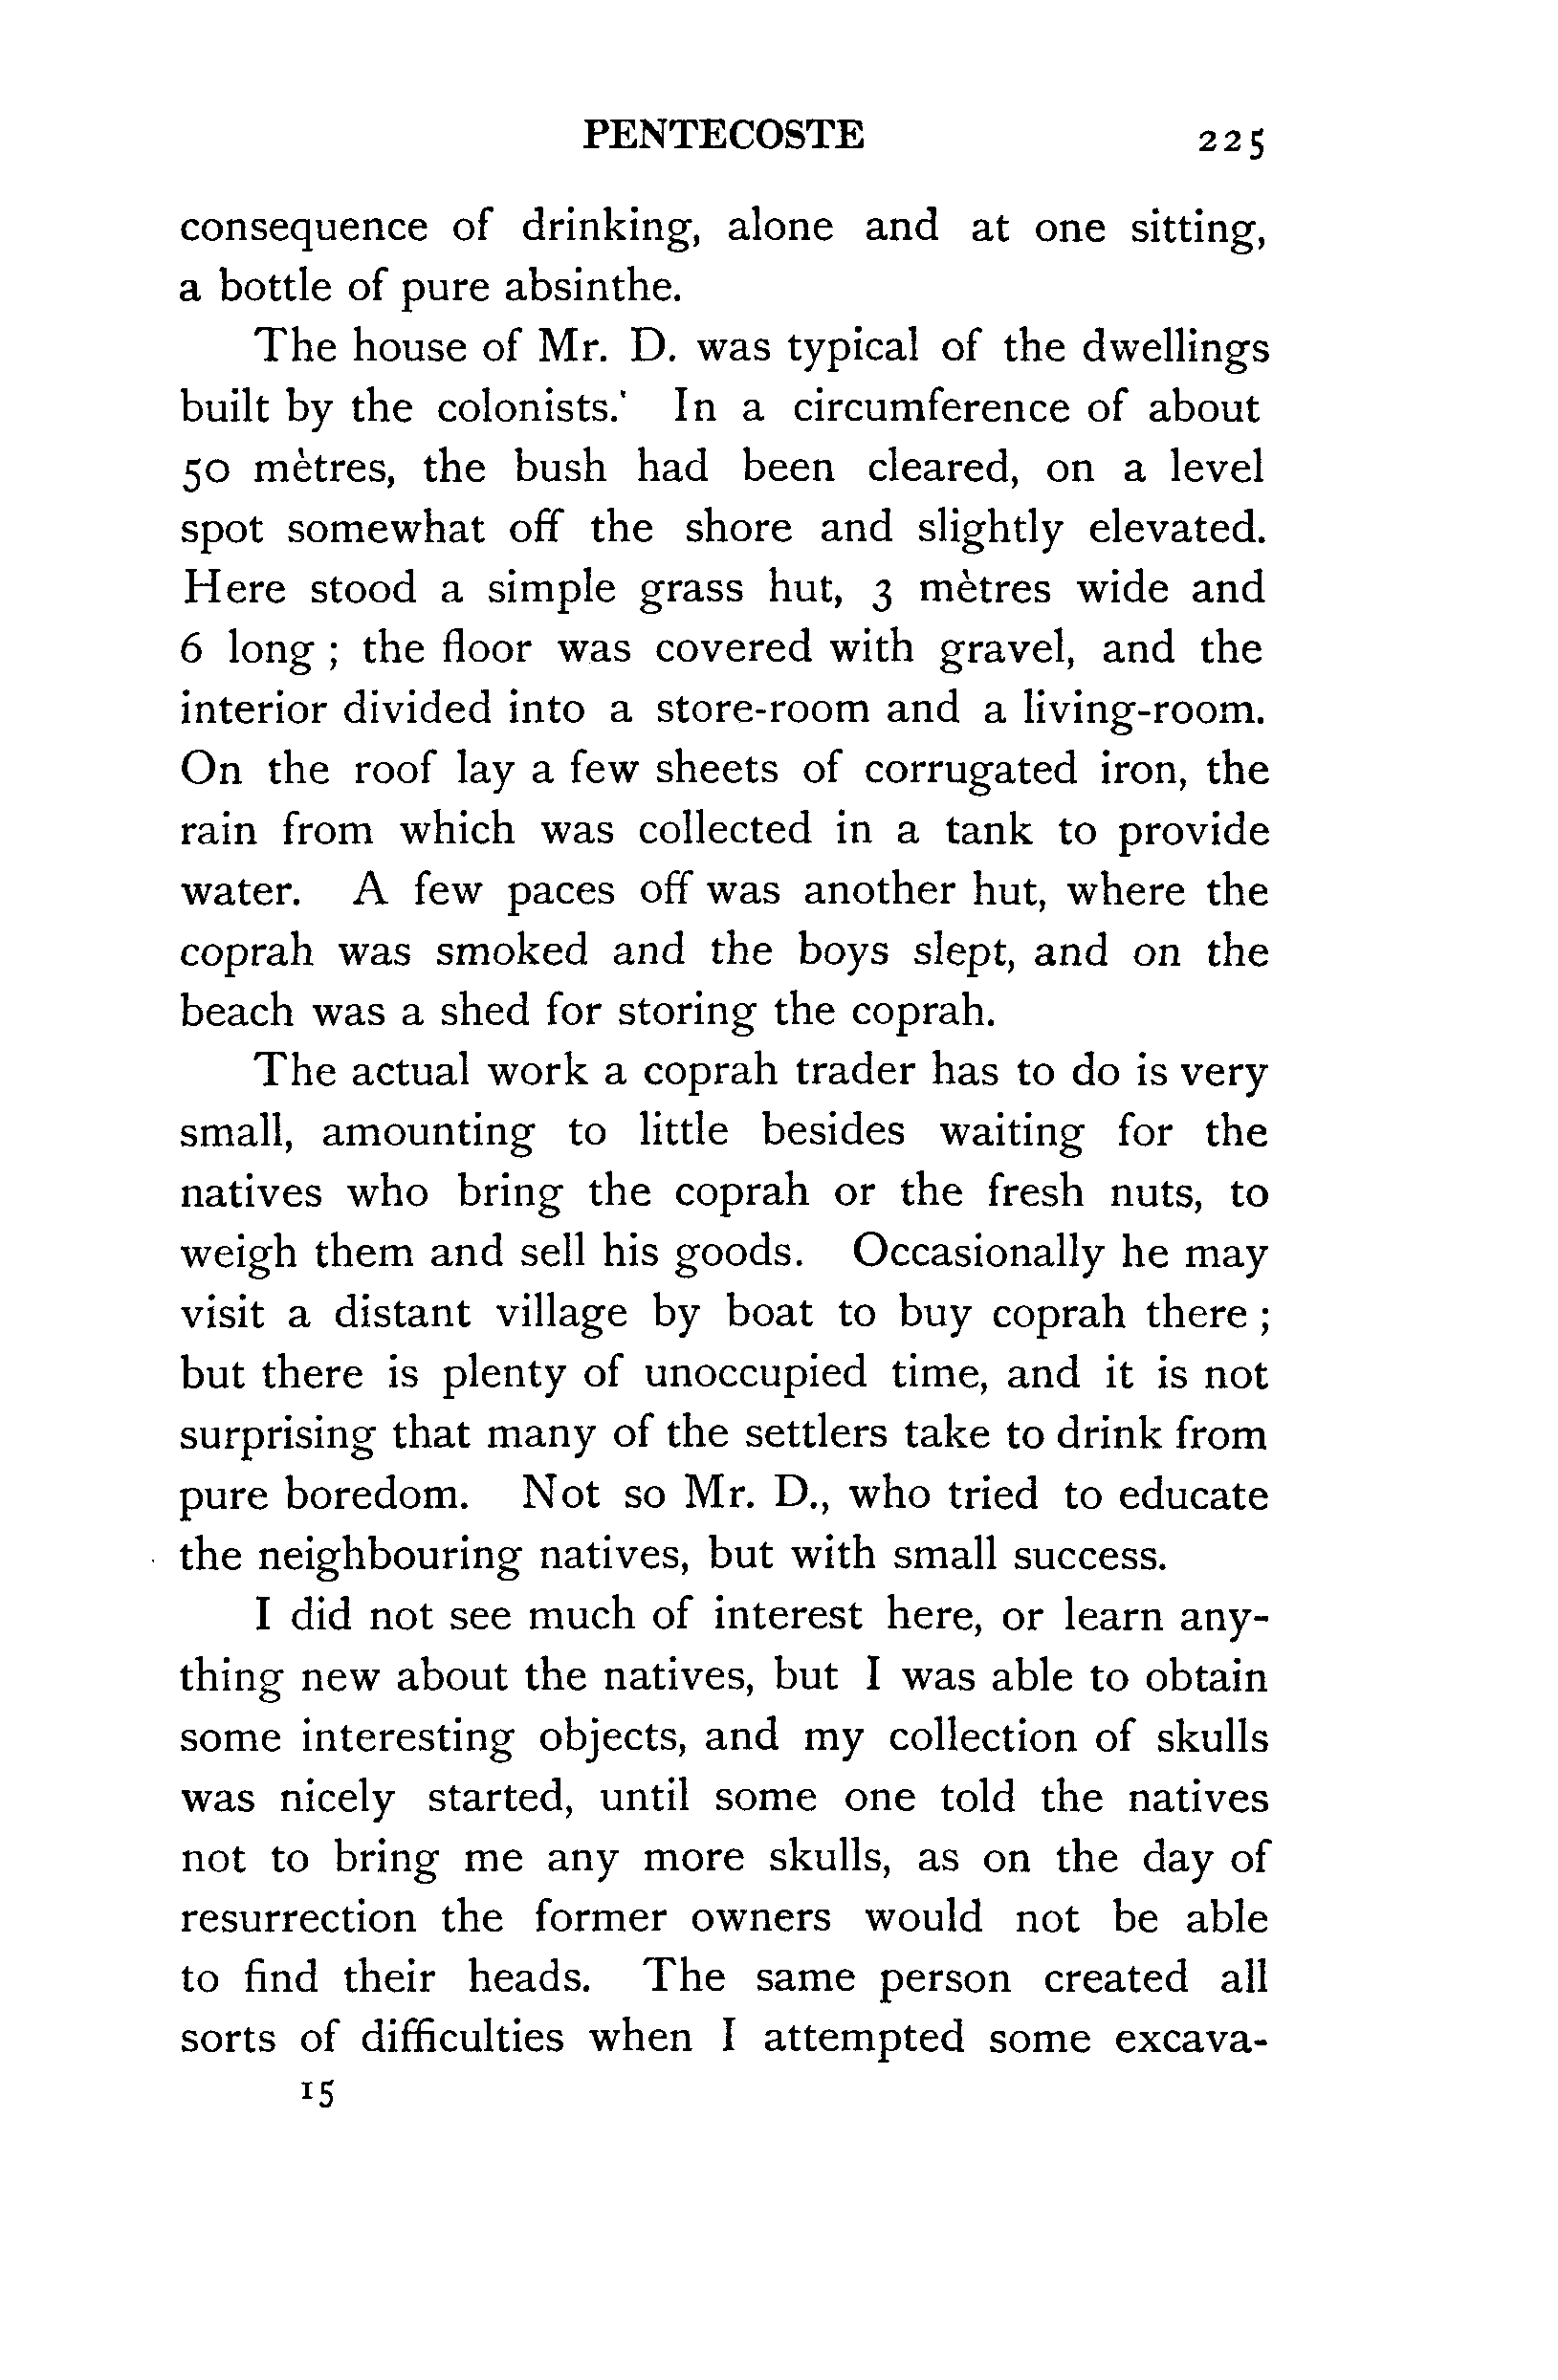 PENTECOSTE 225
consequence of drinking, alone and at one sitting,
a bottle of pure absinthe.
The house of Mr. D. was typical of the dwellings
built by the colonists.' In a circumference of about
50 mètres, the bush had been cleared, on a level
spot somewhat off the shore and slightly elevated.
Here stood a simple grass hut, 3 mètres wide and
6 long ; the floor was covered with gravel, and the
interior divided into a store-room and a living-room.
On the roof lay a few sheets of corrugated iron, the
rain from which was collected in a tank to provide
water. A few paces off was another hut, where the
coprah was smoked and the boys slept, and on the
beach was a shed for storing the coprah.
The actual work a coprah trader has to do is very
small, amounting to little besides waiting for the
natives who bring the coprah or the fresh nuts, to
weigh them and sell his goods. Occasionally he may
visit a distant village by boat to buy coprah there ;
but there is plenty of unoccupied time, and it is not
surprising that many of the settlers take to drink from
pure boredom. Not so Mr. D., who tried to educate
the neighbouring natives, but with small success.
I did not see much of interest here, or learn any-
thing new about the natives, but I was able to obtain
some interesting objects, and my collection of skulls
was nicely started, until some one told the natives
not to bring me any more skulls, as on the day of
resurrection the former owners would not be able
to find their heads. The same person created all
sorts of difficulties when I attempted some excava-
15